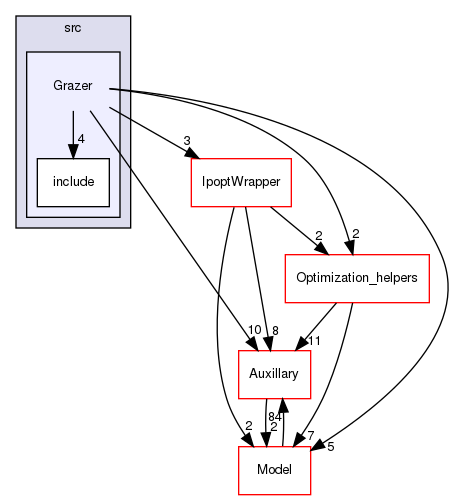 src
Grazer
4
3
include
IpoptWrapper
2
2
Optimization_helpers
10
8
11
Auxillary
84
2
2
7
5
Model